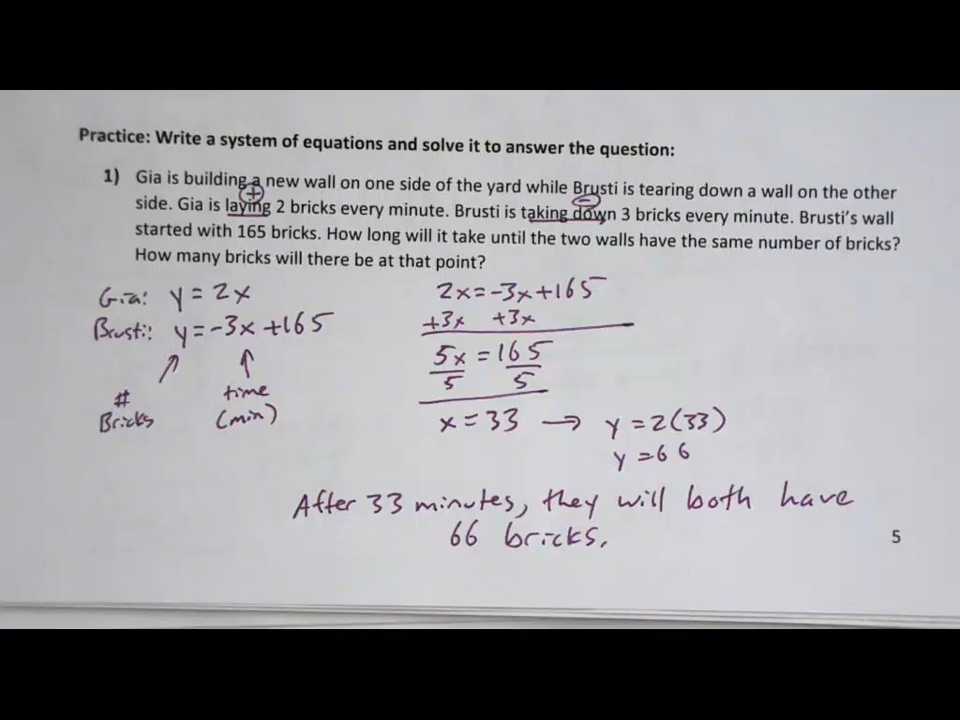 Practice: Write a system of equations and solve it to answer the question:
1) Gia is building a new wall on one side of the yard while Brusti is tearing down a wall on the other
+ −
side. Gia is laying 2 bricks every minute. Brusti is taking down 3 bricks every minute. Brusti's wall
started with 165 bricks. How long will it take until the two walls have the same number of bricks?
How many bricks will there be at that point?
Gia: y = 2x
Brusti: y = -3x +165
# Bricks
time (min)
2x = -3x+165
+3x +3x
5x = 165
5 5
x = 33 → y = 2(33)
y = 66
After 33 minutes, they will both have
66 bricks.
5